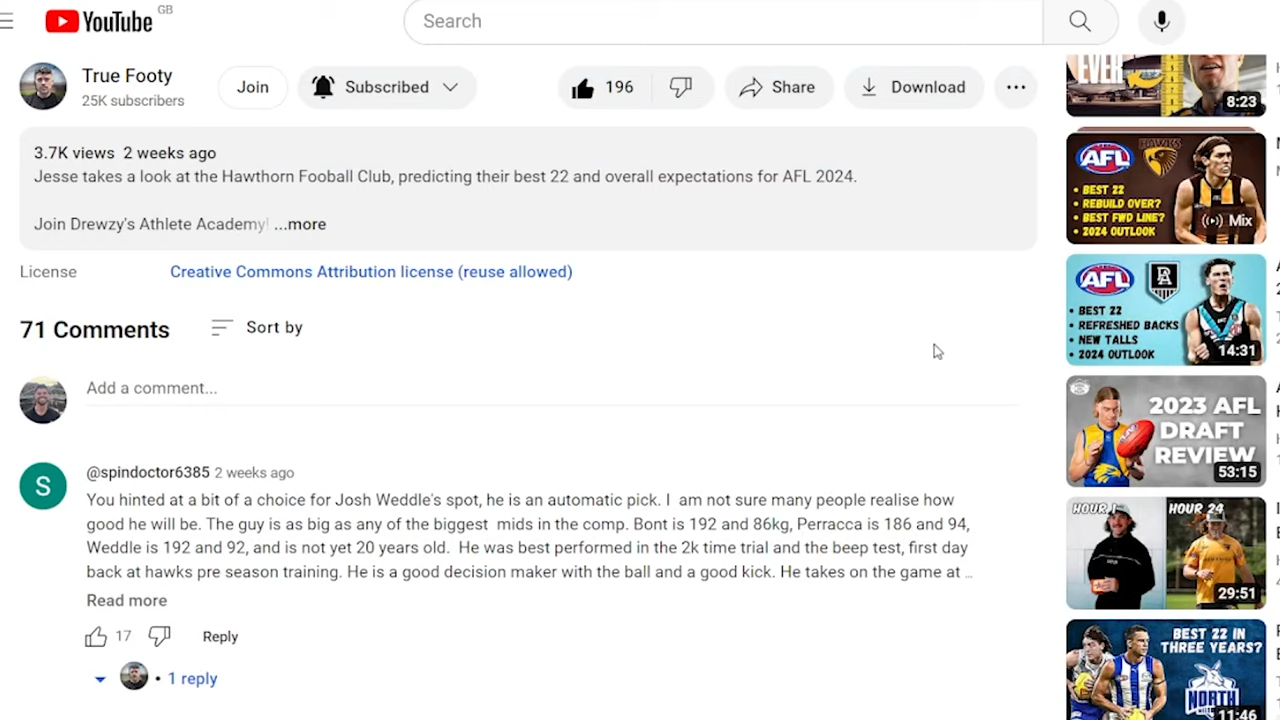 YouTube GB
Search
True Footy
25K subscribers
Join
Subscribed
196
Share
Download
3.7K views 2 weeks ago
Jesse takes a look at the Hawthorn Fooball Club, predicting their best 22 and overall expectations for AFL 2024.
Join Drewzy's Athlete Academy! ...more
License
Creative Commons Attribution license (reuse allowed)
71 Comments
Sort by
Add a comment...
@spindoctor6385 2 weeks ago
You hinted at a bit of a choice for Josh Weddle's spot, he is an automatic pick. I am not sure many people realise how
good he will be. The guy is as big as any of the biggest mids in the comp. Bont is 192 and 86kg, Perracca is 186 and 94,
Weddle is 192 and 92, and is not yet 20 years old. He was best performed in the 2k time trial and the beep test, first day
back at hawks pre season training. He is a good decision maker with the ball and a good kick. He takes on the game at ...
Read more
17
Reply
S
• 1 reply
EVER
8:23
AFL
HAWKS
• BEST 22
• REBUILD OVER?
• BEST FWD LINE?
• 2024 OUTLOOK
Mix
AFL
PA
• BEST 22
• REFRESHED BACKS
• NEW TALLS
• 2024 OUTLOOK
14:31
2023 AFL
DRAFT
REVIEW
53:15
HOUR 1
HOUR 24
29:51
BEST 22 IN
THREE YEARS?
NORTH
11:46